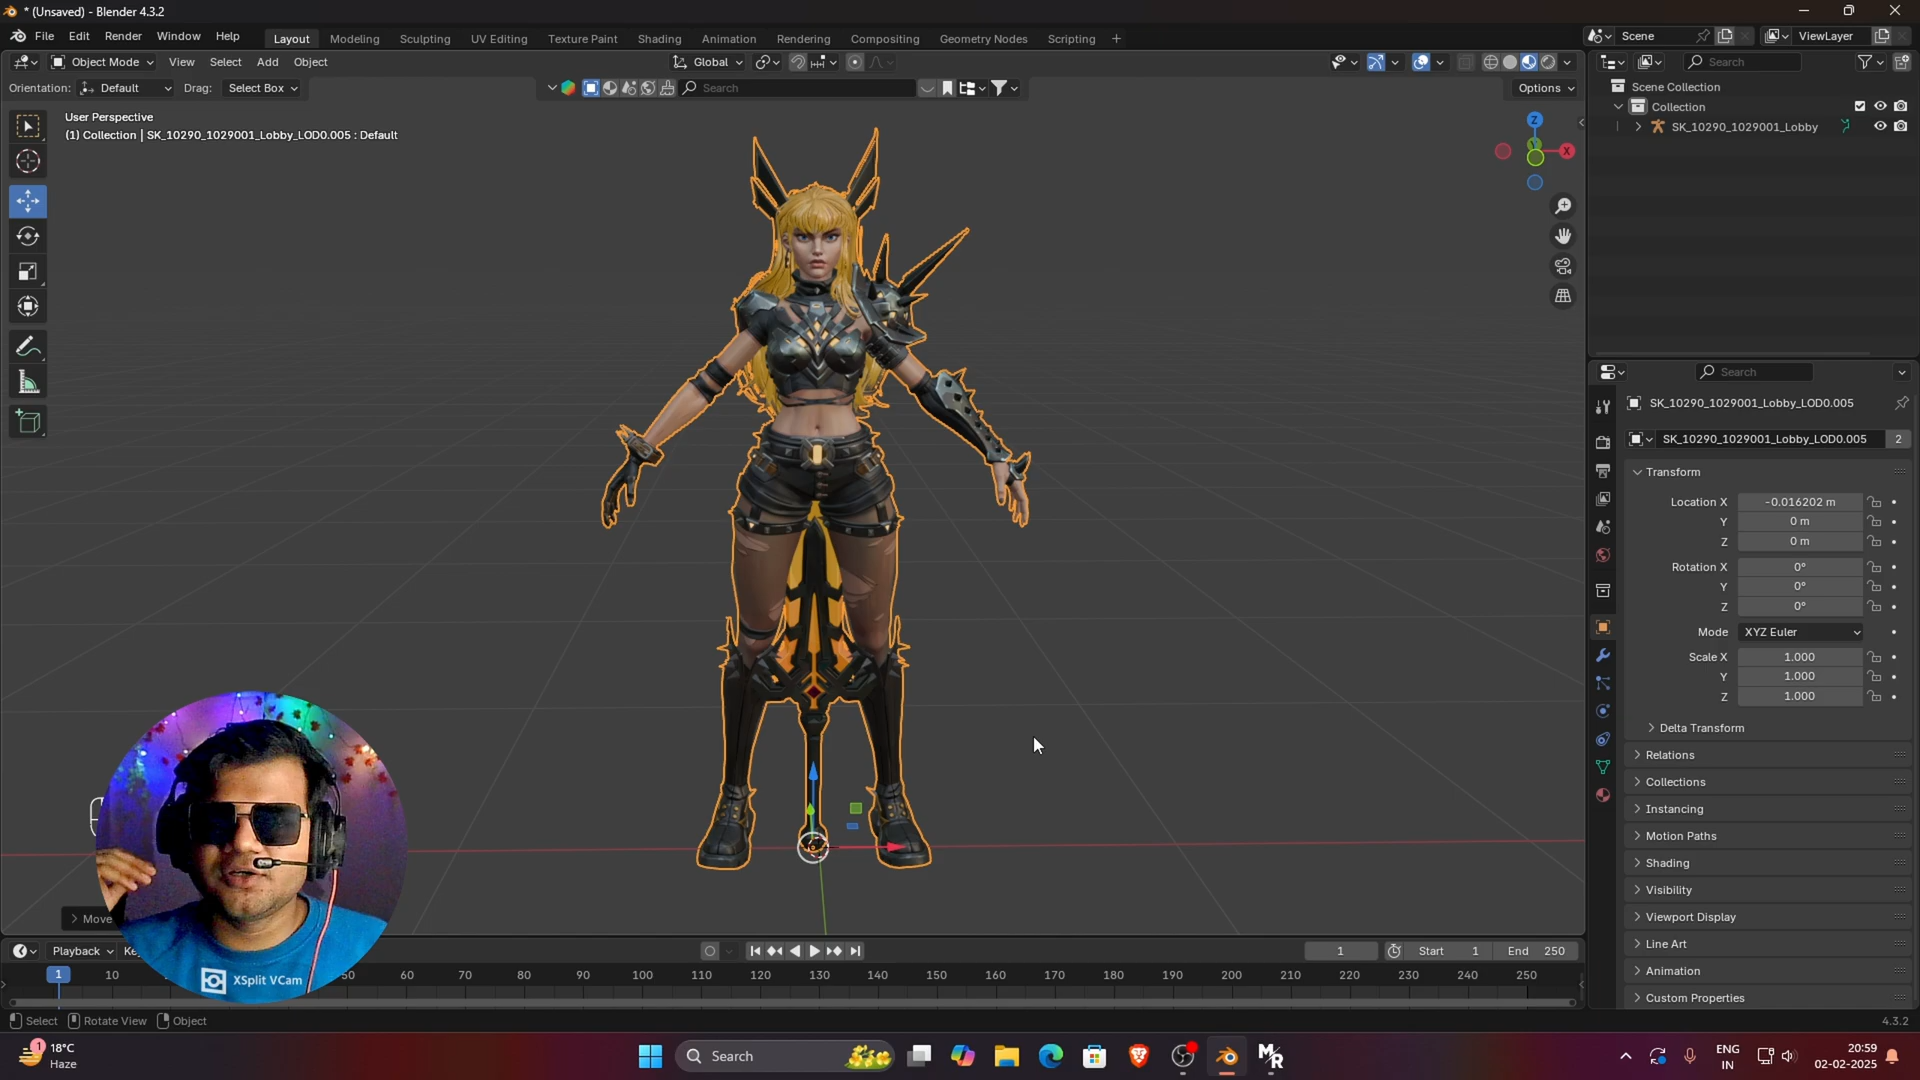 * (Unsaved) - Blender 4.3.2
File Edit Render Window Help
Layout Modeling Sculpting UV Editing Texture Paint Shading Animation Rendering Compositing Geometry Nodes Scripting +
Scene
ViewLayer
Object Mode View Select Add Object
Global
Search
Orientation: Default Drag: Select Box
Search
Options
Scene Collection
Collection
SK_10290_1029001_Lobby
User Perspective
(1) Collection | SK_10290_1029001_Lobby_LOD0.005 : Default
Z
Y
X
Search
SK_10290_1029001_Lobby_LOD0.005
SK_10290_1029001_Lobby_LOD0.005 2
Transform
Location X -0.016202 m
Y 0 m
Z 0 m
Rotation X 0°
Y 0°
Z 0°
Mode XYZ Euler
Scale X 1.000
Y 1.000
Z 1.000
Delta Transform
Relations
Collections
Instancing
Motion Paths
Shading
Visibility
Viewport Display
Line Art
Animation
Custom Properties
Move
Playback
1 Start 1 End 250
1 10 50 60 70 80 90 100 110 120 130 140 150 160 170 180 190 200 210 220 230 240 250
XSplit VCam
Select Rotate View Object
4.3.2
1
18°C
Haze
Search
MR
ENG
IN
20:59
02-02-2025